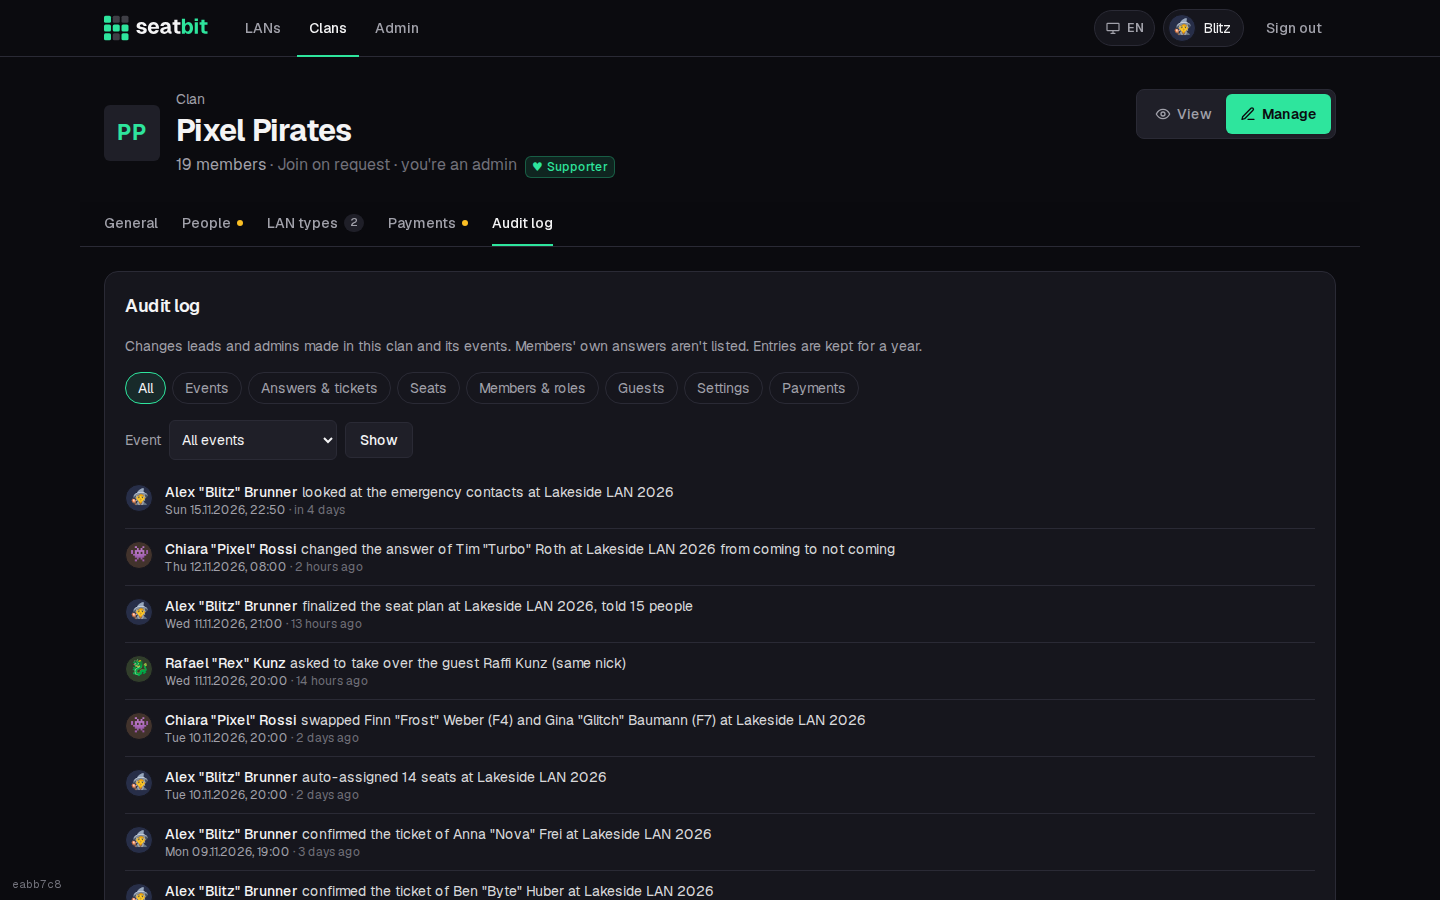 seatbit
LANs
Clans
Admin
EN
Blitz
Sign out
PP
Clan
Pixel Pirates
19 members · Join on request · you're an admin
♥ Supporter
View
Manage
General
People
LAN types 2
Payments
Audit log
Audit log
Changes leads and admins made in this clan and its events. Members' own answers aren't listed. Entries are kept for a year.
All
Events
Answers & tickets
Seats
Members & roles
Guests
Settings
Payments
Event
All events
Show
Alex "Blitz" Brunner looked at the emergency contacts at Lakeside LAN 2026
Sun 15.11.2026, 22:50 · in 4 days
Chiara "Pixel" Rossi changed the answer of Tim "Turbo" Roth at Lakeside LAN 2026 from coming to not coming
Thu 12.11.2026, 08:00 · 2 hours ago
Alex "Blitz" Brunner finalized the seat plan at Lakeside LAN 2026, told 15 people
Wed 11.11.2026, 21:00 · 13 hours ago
Rafael "Rex" Kunz asked to take over the guest Raffi Kunz (same nick)
Wed 11.11.2026, 20:00 · 14 hours ago
Chiara "Pixel" Rossi swapped Finn "Frost" Weber (F4) and Gina "Glitch" Baumann (F7) at Lakeside LAN 2026
Tue 10.11.2026, 20:00 · 2 days ago
Alex "Blitz" Brunner auto-assigned 14 seats at Lakeside LAN 2026
Tue 10.11.2026, 20:00 · 2 days ago
Alex "Blitz" Brunner confirmed the ticket of Anna "Nova" Frei at Lakeside LAN 2026
Mon 09.11.2026, 19:00 · 3 days ago
Alex "Blitz" Brunner confirmed the ticket of Ben "Byte" Huber at Lakeside LAN 2026
eabb7c8